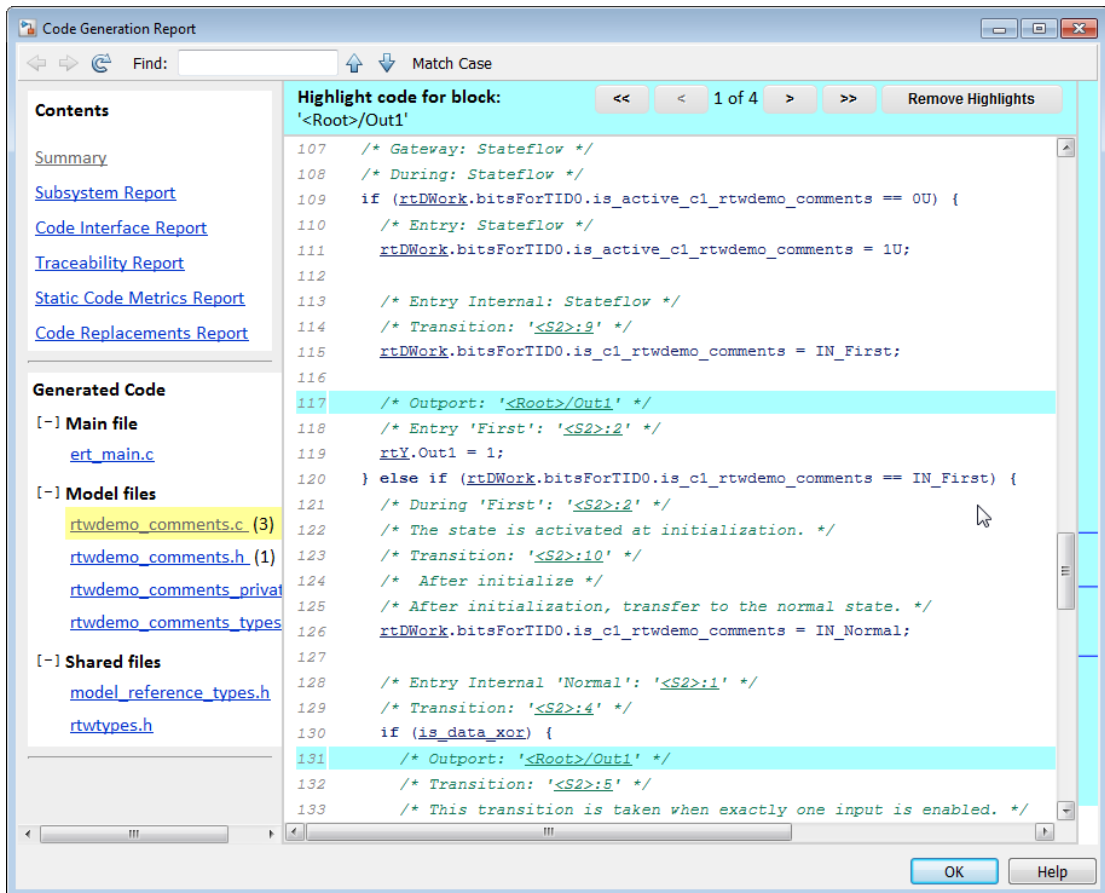 Code Generation Report
Find: Match Case
Contents
Summary
Subsystem Report
Code Interface Report
Traceability Report
Static Code Metrics Report
Code Replacements Report
Generated Code
[-] Main file
ert_main.c
[-] Model files
rtwdemo_comments.c (3)
rtwdemo_comments.h (1)
rtwdemo_comments_privat
rtwdemo_comments_types
[-] Shared files
model_reference_types.h
rtwtypes.h
Highlight code for block: << < 1 of 4 > >> Remove Highlights
'<Root>/Out1'
107 /* Gateway: Stateflow */
108 /* During: Stateflow */
109 if (rtDWork.bitsForTID0.is_active_c1_rtwdemo_comments == 0U) {
110 /* Entry: Stateflow */
111 rtDWork.bitsForTID0.is_active_c1_rtwdemo_comments = 1U;
112
113 /* Entry Internal: Stateflow */
114 /* Transition: '<S2>:9' */
115 rtDWork.bitsForTID0.is_c1_rtwdemo_comments = IN_First;
116
117 /* Outport: '<Root>/Out1' */
118 /* Entry 'First': '<S2>:2' */
119 rtY.Out1 = 1;
120 } else if (rtDWork.bitsForTID0.is_c1_rtwdemo_comments == IN_First) {
121 /* During 'First': '<S2>:2' */
122 /* The state is activated at initialization. */
123 /* Transition: '<S2>:10' */
124 /*  After initialize */
125 /* After initialization, transfer to the normal state. */
126 rtDWork.bitsForTID0.is_c1_rtwdemo_comments = IN_Normal;
127
128 /* Entry Internal 'Normal': '<S2>:1' */
129 /* Transition: '<S2>:4' */
130 if (is_data_xor) {
131 /* Outport: '<Root>/Out1' */
132 /* Transition: '<S2>:5' */
133 /* This transition is taken when exactly one input is enabled. */
OK Help